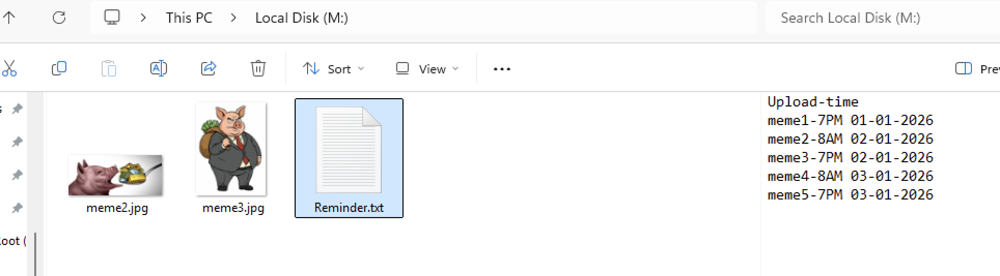 This PC > Local Disk (M:)
Search Local Disk (M:)
Sort
View
meme2.jpg
meme3.jpg
Reminder.txt
Upload-time
meme1-7PM 01-01-2026
meme2-8AM 02-01-2026
meme3-7PM 02-01-2026
meme4-8AM 03-01-2026
meme5-7PM 03-01-2026